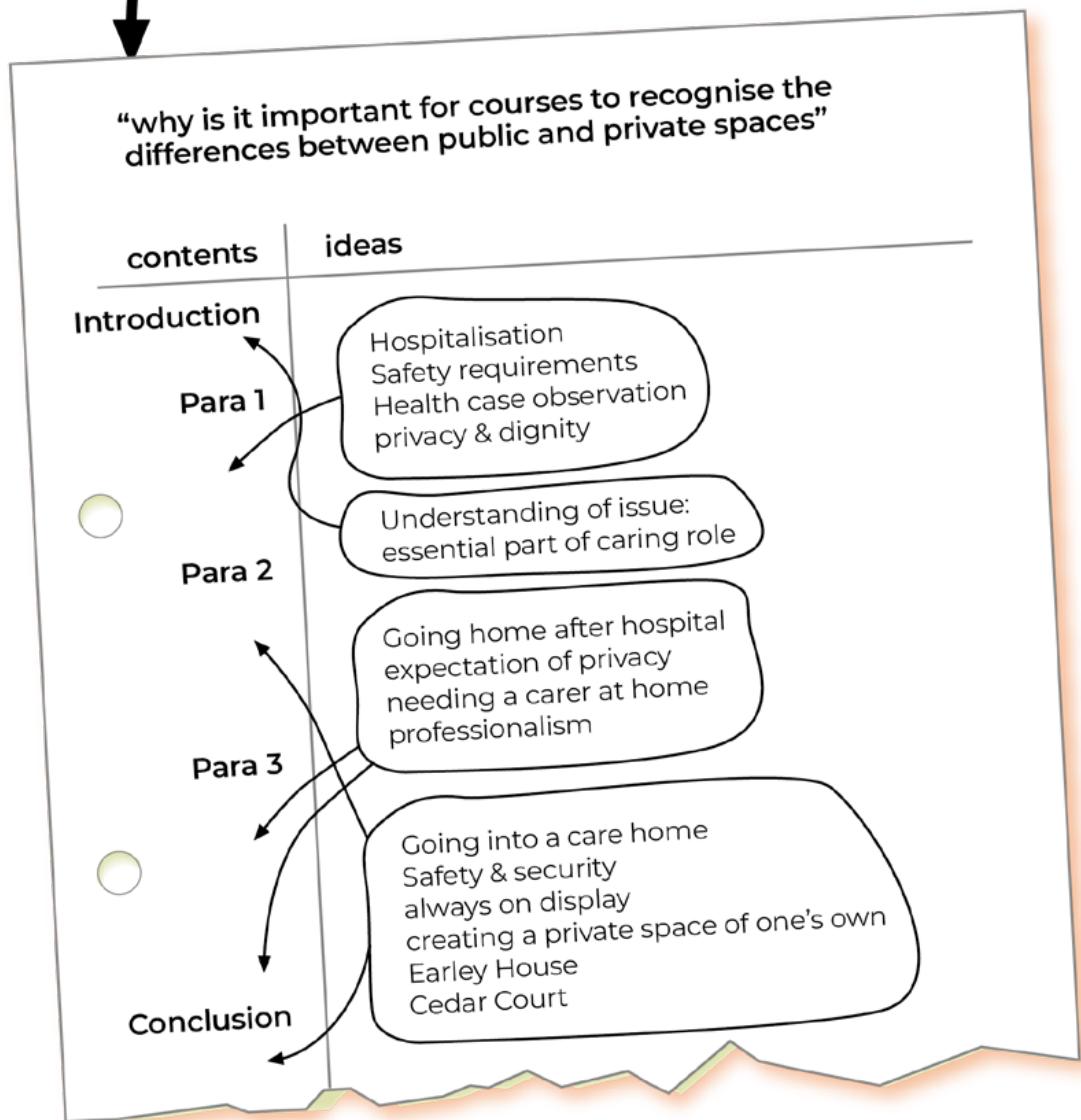 “why is it important for courses to recognise the
differences between public and private spaces”
contents
ideas
Introduction
Hospitalisation
Safety requirements
Health case observation
privacy & dignity
Para 1
Understanding of issue:
essential part of caring role
Para 2
Going home after hospital
expectation of privacy
needing a carer at home
professionalism
Para 3
Going into a care home
Safety & security
always on display
creating a private space of one’s own
Earley House
Cedar Court
Conclusion